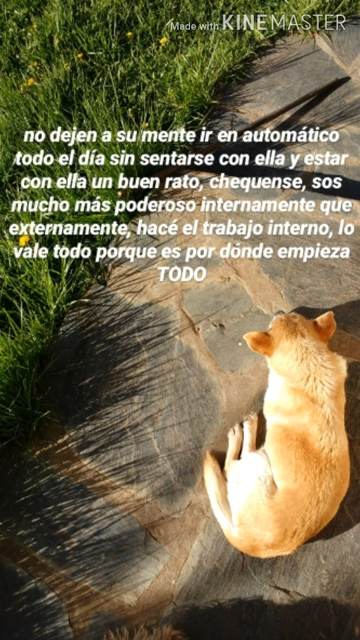 Made with KINEMASTER
no dejen a su mente ir en automático
todo el día sin sentarse con ella y estar
con ella un buen rato, chequense, sos
mucho más poderoso internamente que
externamente, hacé el trabajo interno, lo
vale todo porque es por dónde empieza
TODO